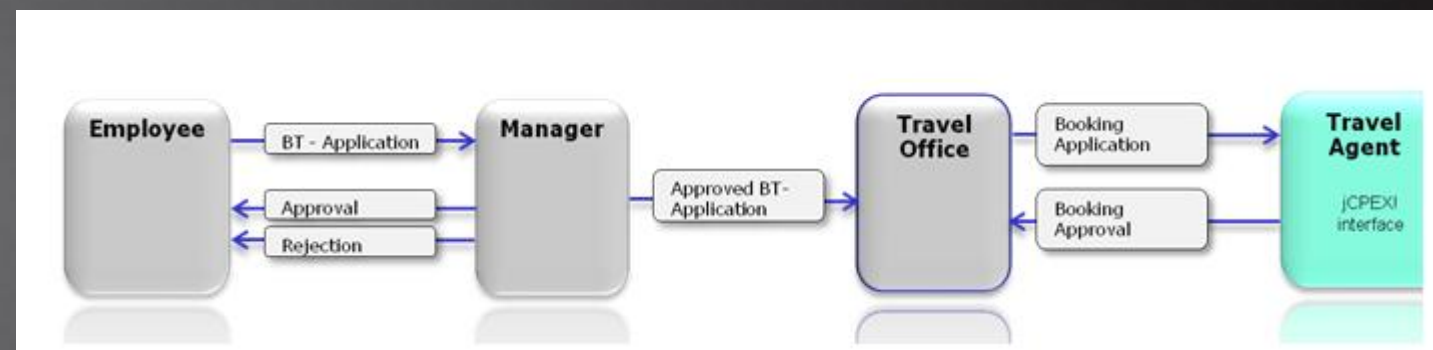 Employee
BT - Application
Approval
Rejection
Manager
Approved BT-
Application
Travel
Office
Booking
Application
Booking
Approval
Travel
Agent
jCPEXI
interface